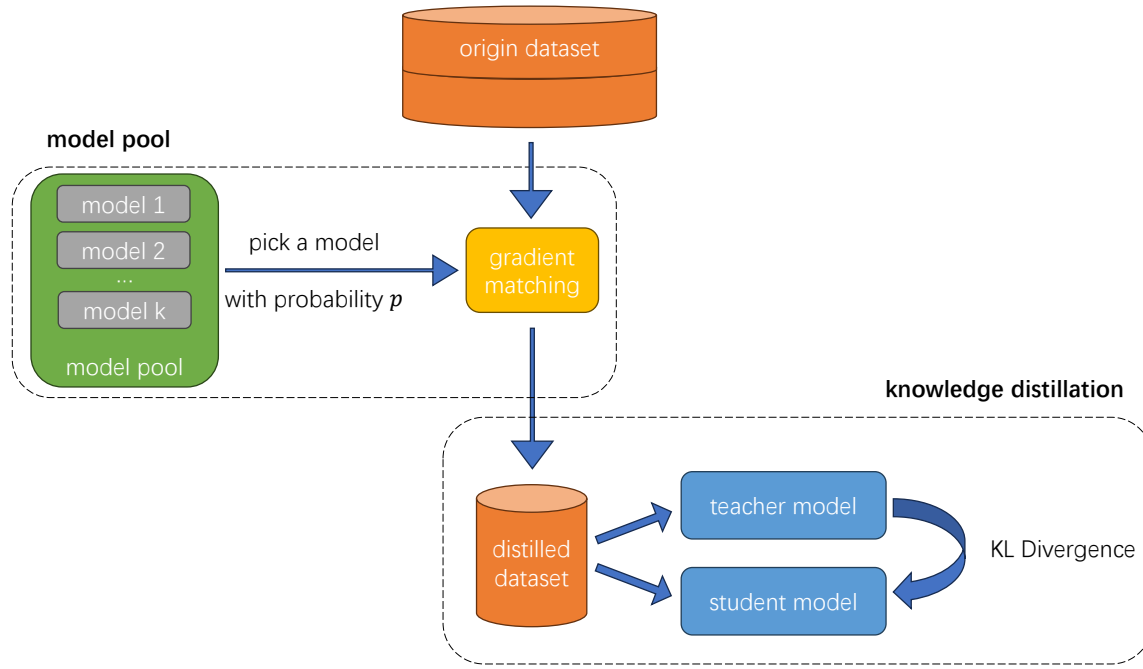 origin dataset
model pool
model 1
model 2
...
model k
model pool
pick a model
with probability p
gradient
matching
knowledge distillation
distilled
dataset
teacher model
student model
KL Divergence